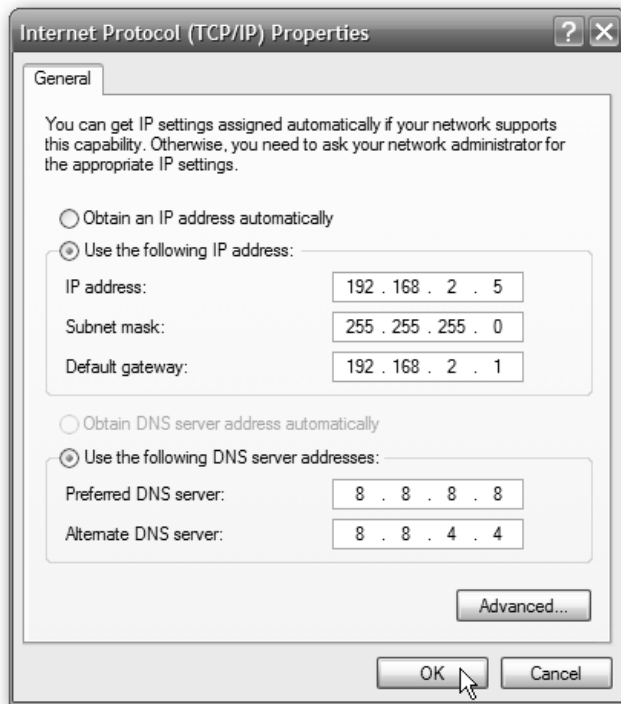 Internet Protocol (TCP/IP) Properties
General
You can get IP settings assigned automatically if your network supports
this capability. Otherwise, you need to ask your network administrator for
the appropriate IP settings.
Obtain an IP address automatically
Use the following IP address:
IP address: 192 . 168 . 2 . 5
Subnet mask: 255 . 255 . 255 . 0
Default gateway: 192 . 168 . 2 . 1
Obtain DNS server address automatically
Use the following DNS server addresses:
Preferred DNS server: 8 . 8 . 8 . 8
Alternate DNS server: 8 . 8 . 4 . 4
Advanced...
OK Cancel